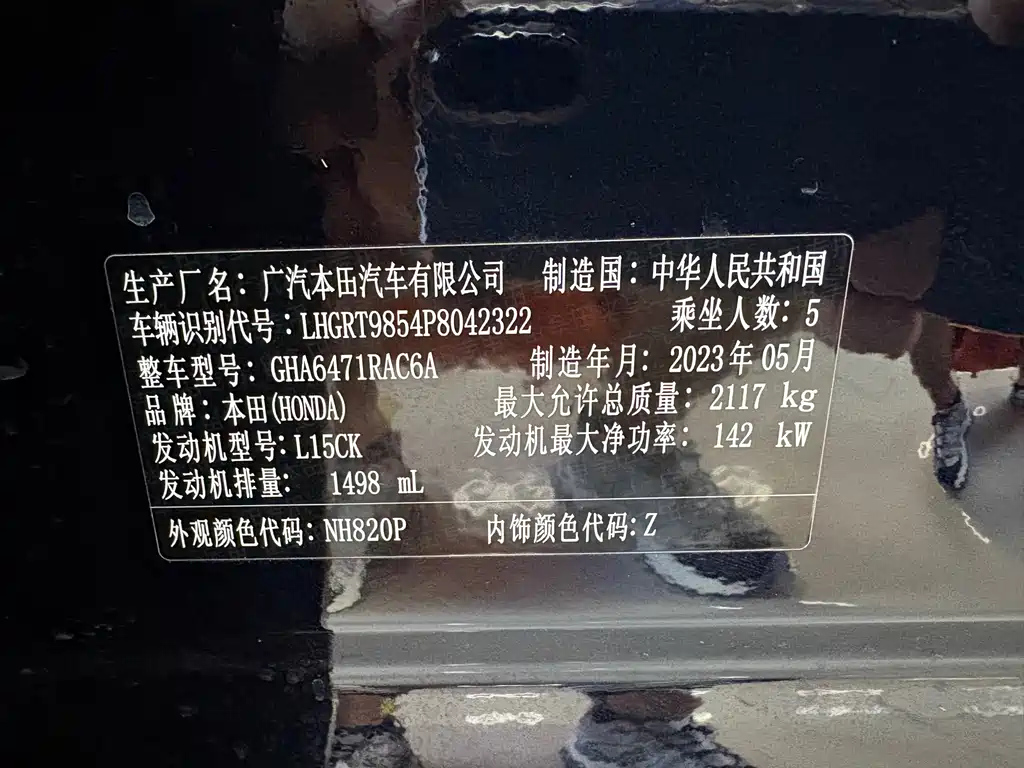 生产厂名：广汽本田汽车有限公司 制造国：中华人民共和国
车辆识别代号：LHGRT9854P8042322 乘坐人数：5
整车型号：GHA6471RAC6A 制造年月：2023年05月
品牌：本田(HONDA) 最大允许总质量：2117 kg
发动机型号：L15CK 发动机最大净功率：142 kW
发动机排量：1498 mL
外观颜色代码：NH820P 内饰颜色代码：Z